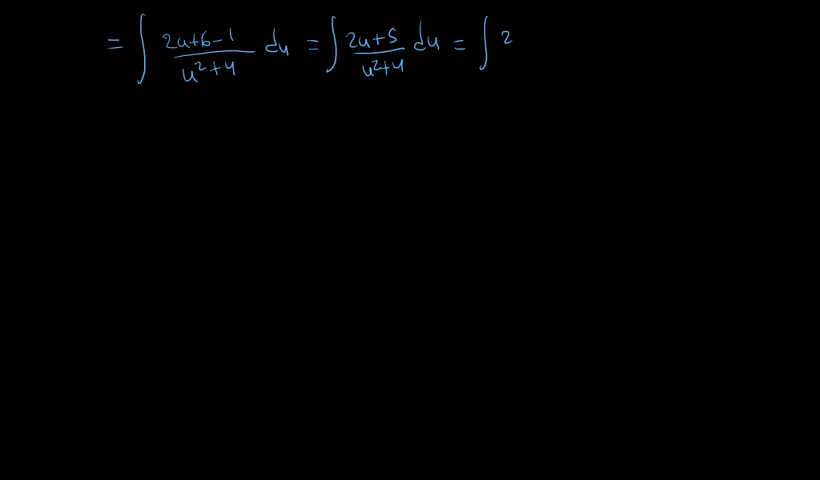 = ∫ (2u+6-1)/(u²+4) du = ∫ (2u+5)/(u²+4) du = ∫ 2